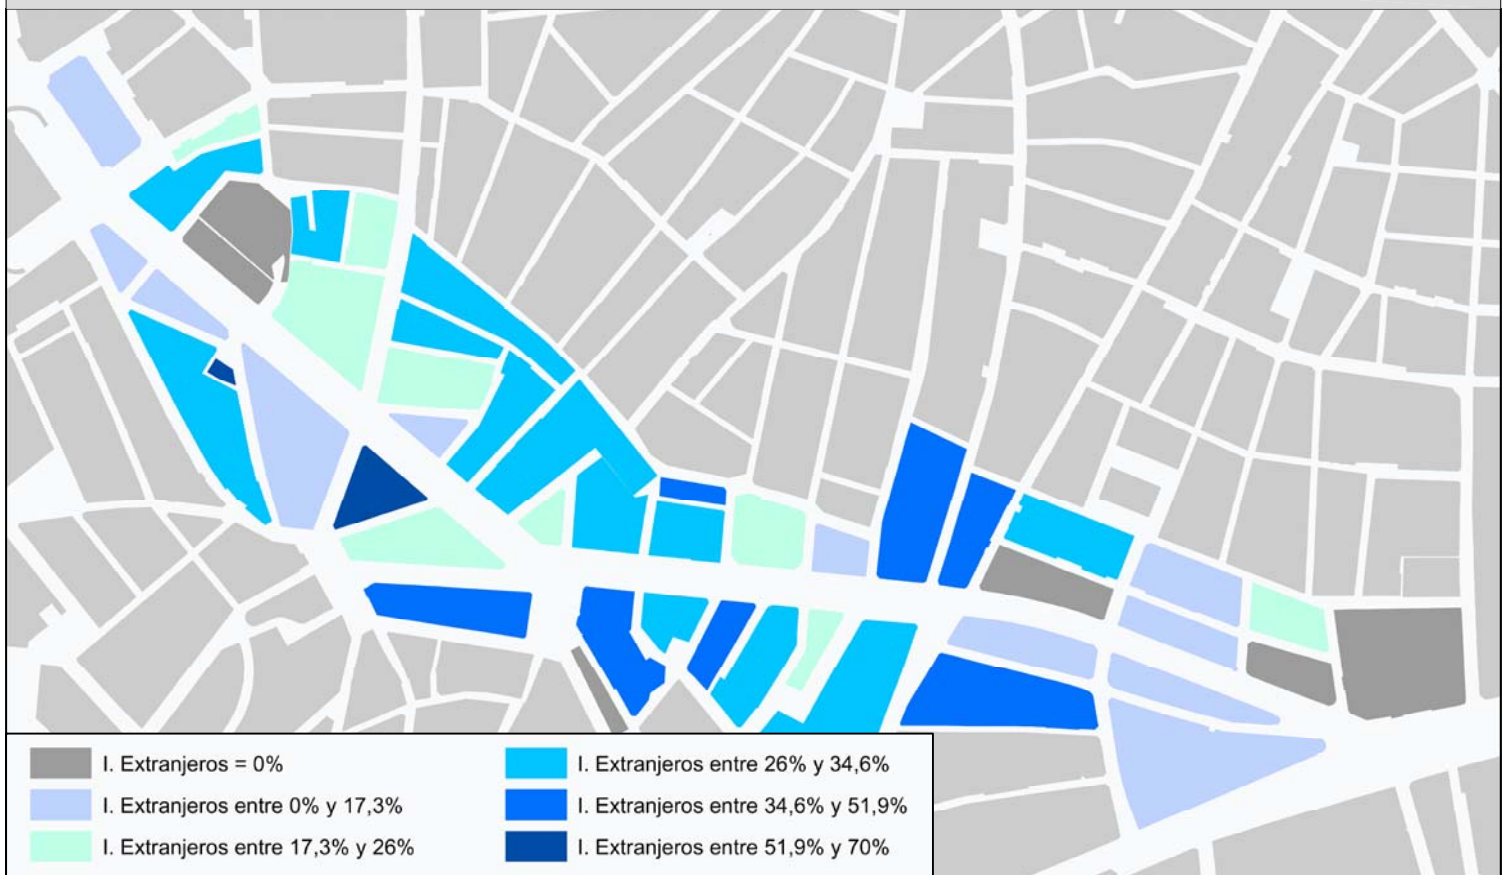 I. Extranjeros = 0%
I. Extranjeros entre 0% y 17,3%
I. Extranjeros entre 17,3% y 26%
I. Extranjeros entre 26% y 34,6%
I. Extranjeros entre 34,6% y 51,9%
I. Extranjeros entre 51,9% y 70%